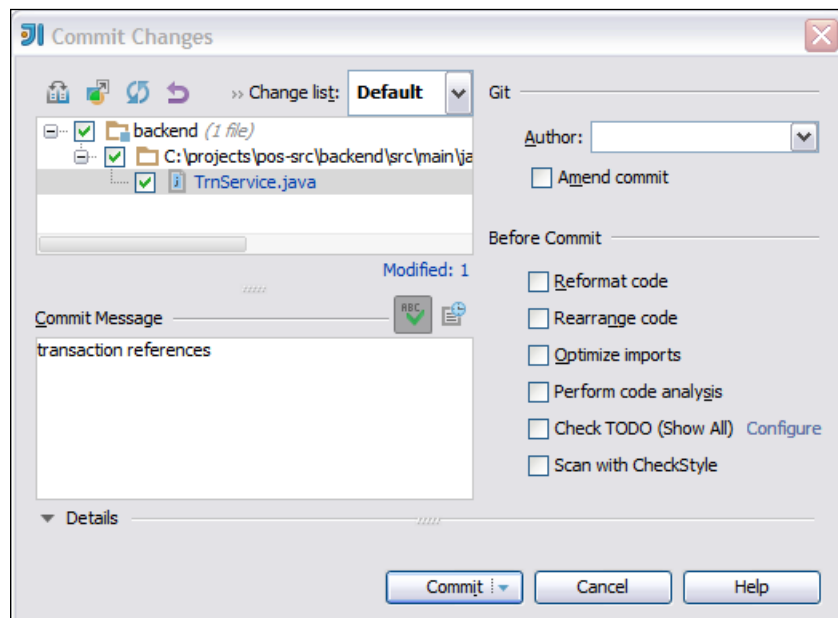 Commit Changes
>> Change list: Default
backend (1 file)
C:\projects\pos-src\backend\src\main\ja
TrnService.java
Modified: 1
Commit Message
ABC
transaction references
Details
Git
Author:
Amend commit
Before Commit
Reformat code
Rearrange code
Optimize imports
Perform code analysis
Check TODO (Show All) Configure
Scan with CheckStyle
Commit
Cancel
Help